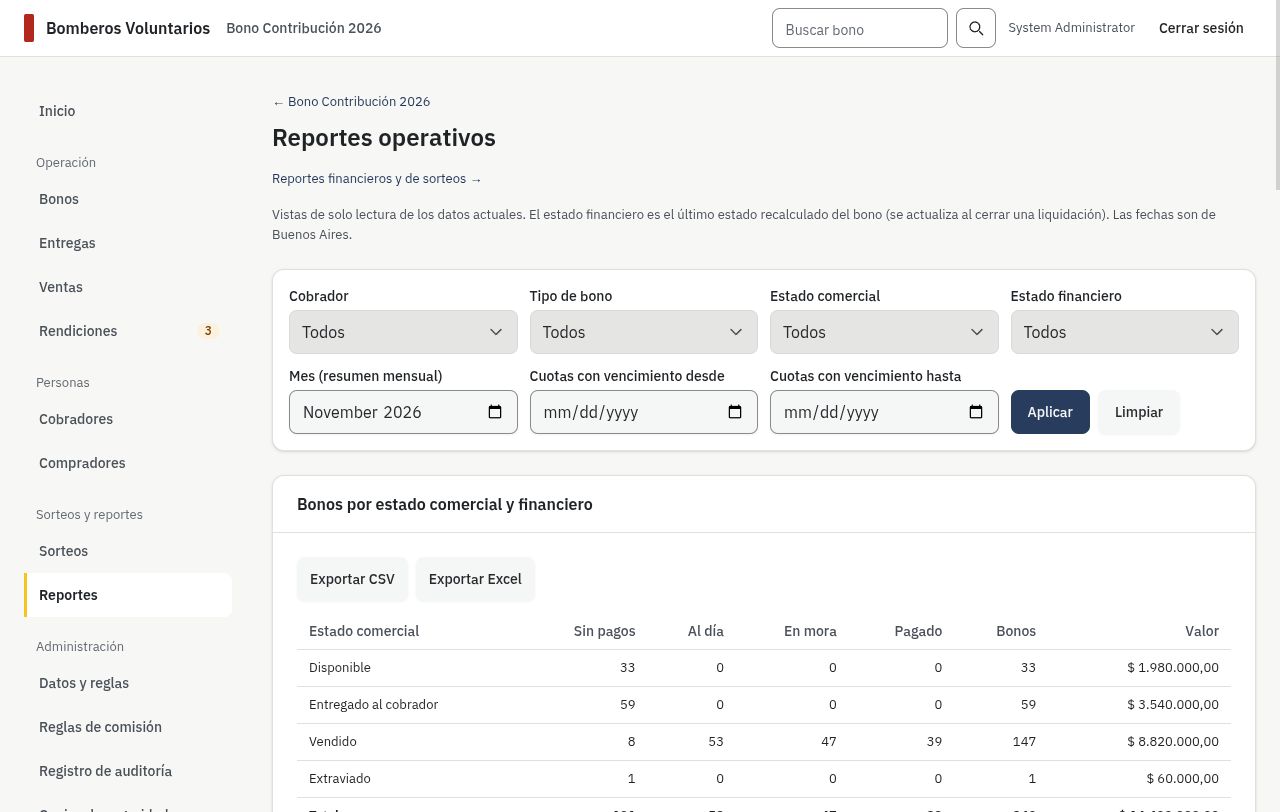 Bomberos Voluntarios
Bono Contribución 2026
Buscar bono
System Administrator
Cerrar sesión
Inicio
Operación
Bonos
Entregas
Ventas
Rendiciones 3
Personas
Cobradores
Compradores
Sorteos y reportes
Sorteos
Reportes
Administración
Datos y reglas
Reglas de comisión
Registro de auditoría
← Bono Contribución 2026
Reportes operativos
Reportes financieros y de sorteos →
Vistas de solo lectura de los datos actuales. El estado financiero es el último estado recalculado del bono (se actualiza al cerrar una liquidación). Las fechas son de
Buenos Aires.
Cobrador Tipo de bono Estado comercial Estado financiero
Todos Todos Todos Todos
Mes (resumen mensual) Cuotas con vencimiento desde Cuotas con vencimiento hasta
November 2026 mm/dd/yyyy mm/dd/yyyy Aplicar Limpiar
Bonos por estado comercial y financiero
Exportar CSV Exportar Excel
Estado comercial Sin pagos Al día En mora Pagado Bonos Valor
Disponible 33 0 0 0 33 $ 1.980.000,00
Entregado al cobrador 59 0 0 0 59 $ 3.540.000,00
Vendido 8 53 47 39 147 $ 8.820.000,00
Extraviado 1 0 0 0 1 $ 60.000,00